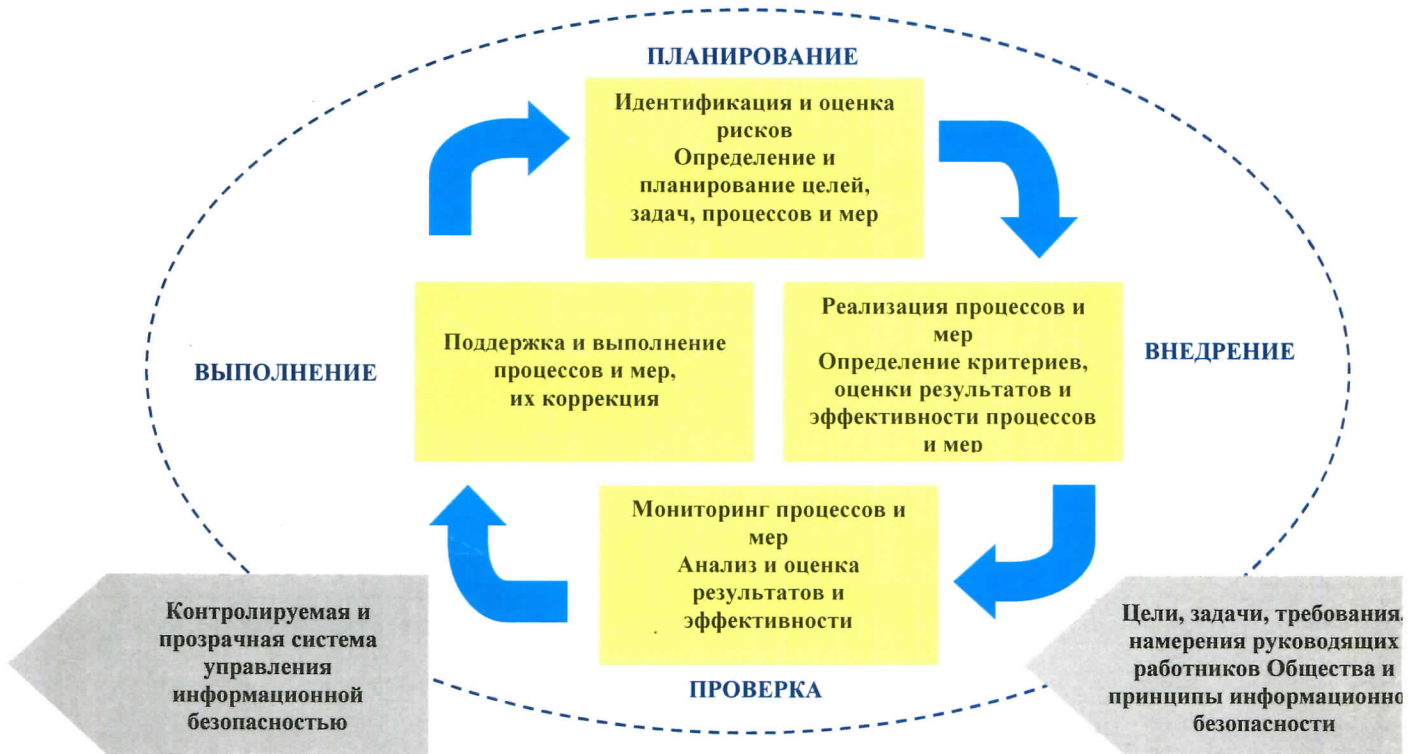 ПЛАНИРОВАНИЕ
Идентификация и оценка
рисков
Определение и
планирование целей,
задач, процессов и мер
Реализация процессов и
мер
Определение критериев,
оценки результатов и
эффективности процессов
и мер
ВНЕДРЕНИЕ
Поддержка и выполнение
процессов и мер,
их коррекция
ВЫПОЛНЕНИЕ
Мониторинг процессов и
мер
Анализ и оценка
результатов и
эффективности
ПРОВЕРКА
Контролируемая и
прозрачная система
управления
информационной
безопасностью
Цели, задачи, требования,
намерения руководящих
работников Общества и
принципы информационно
безопасности